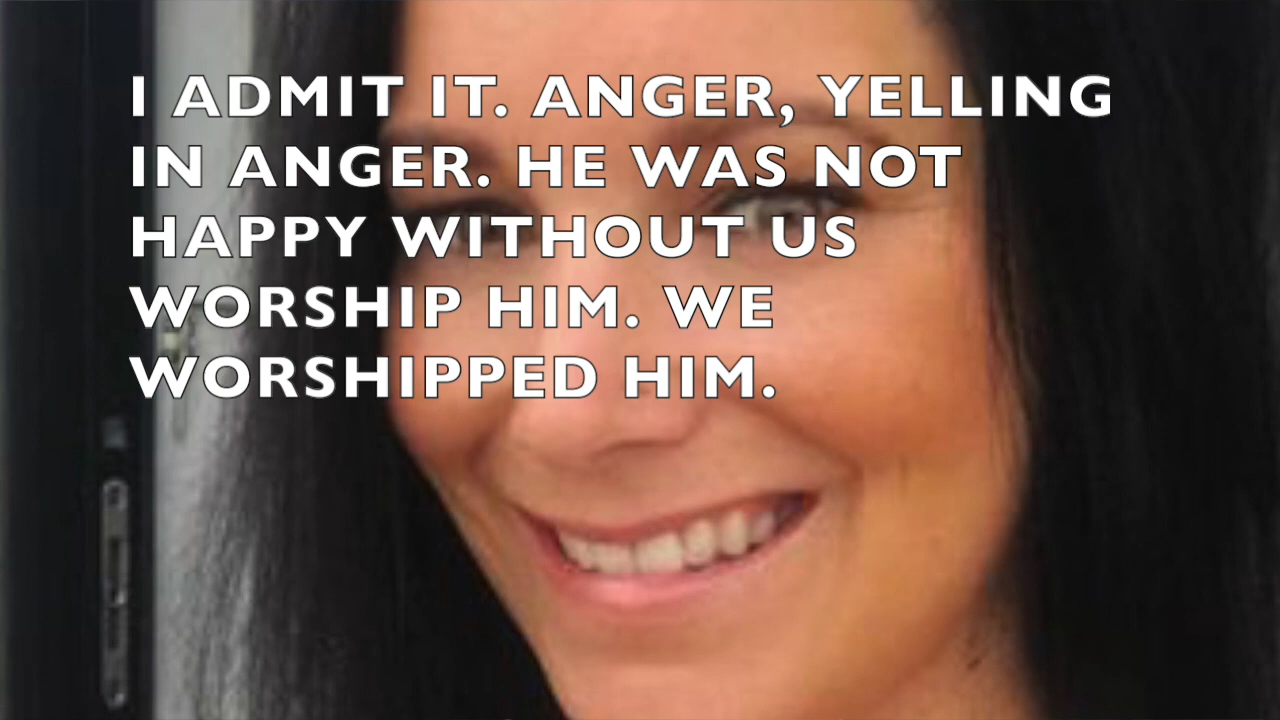 I ADMIT IT. ANGER, YELLING
IN ANGER. HE WAS NOT
HAPPY WITHOUT US
WORSHIP HIM. WE
WORSHIPPED HIM.